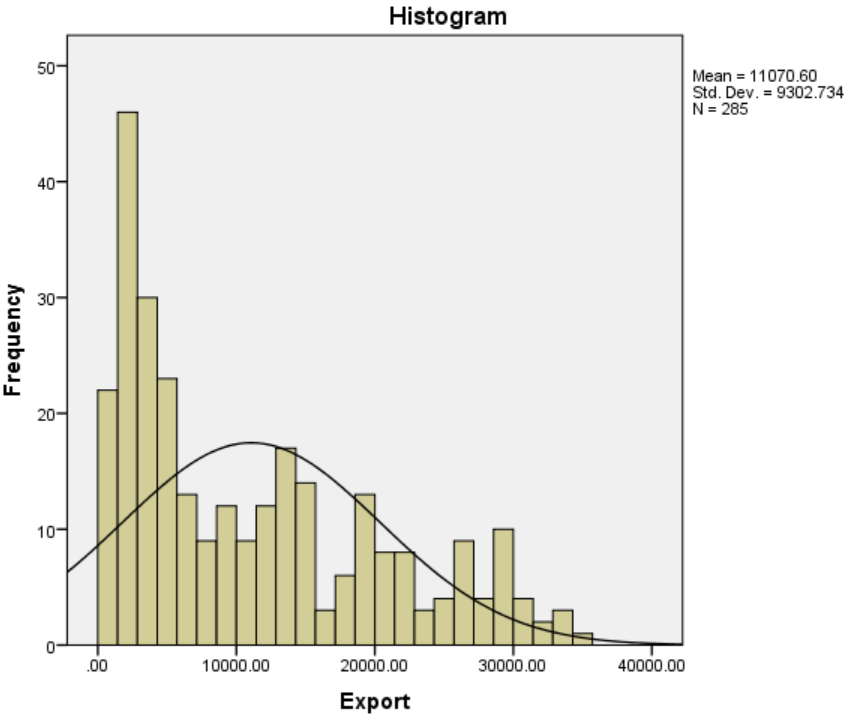 Histogram
Mean = 11070.60
Std. Dev. = 9302.734
N = 285
50
40
30
20
10
0
Frequency
.00
10000.00
20000.00
30000.00
40000.00
Export